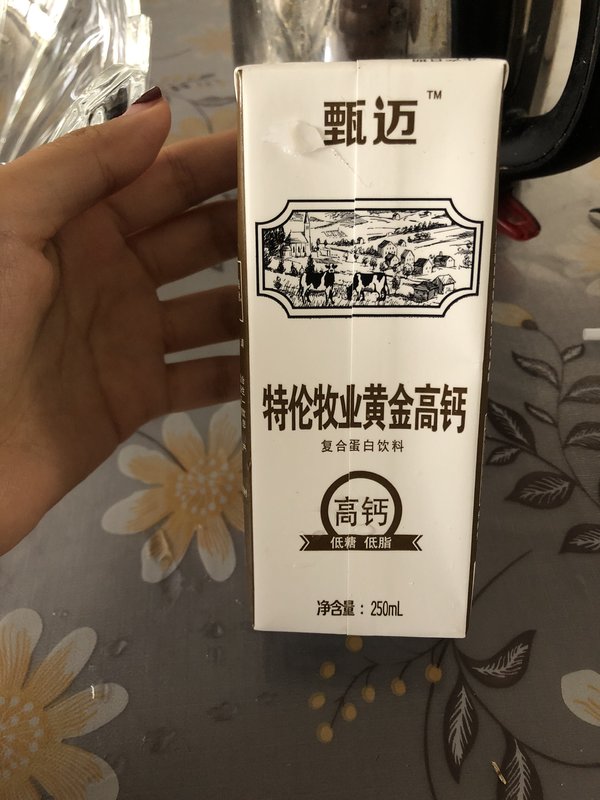 甄迈™
特伦牧业黄金高钙
复合蛋白饮料
高钙
低糖 低脂
净含量：250mL